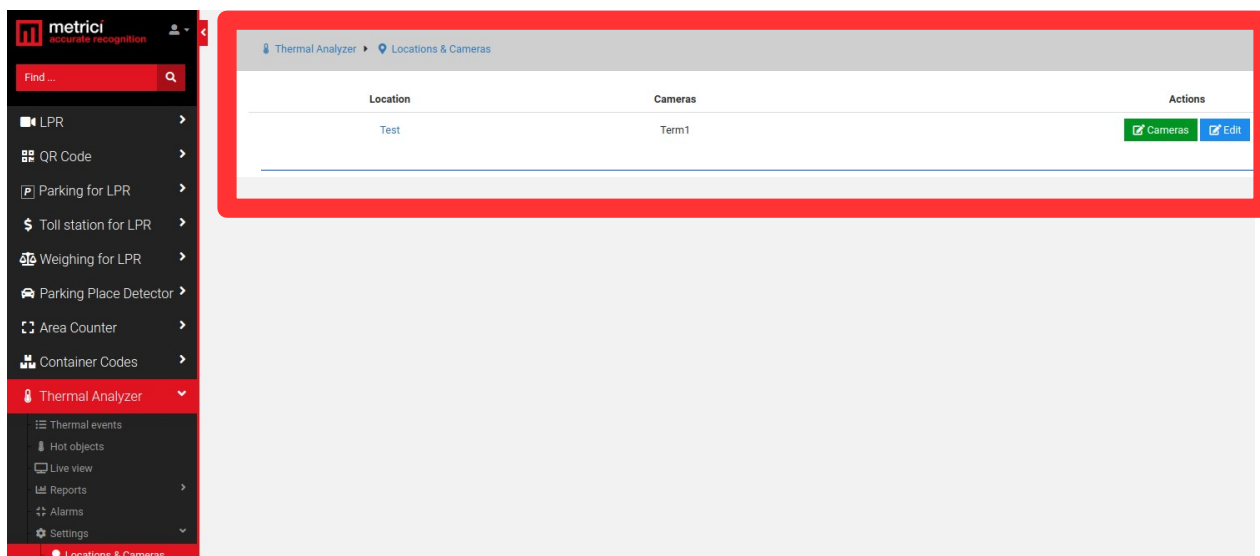 metrici
accurate recognition
Find ...
LPR
QR Code
P Parking for LPR
$ Toll station for LPR
Weighing for LPR
Parking Place Detector
Area Counter
Container Codes
Thermal Analyzer
Thermal events
Hot objects
Live view
Reports
Alarms
Settings
Locations & Cameras
Thermal Analyzer Locations & Cameras
Location Cameras Actions
Test Term1 Cameras Edit